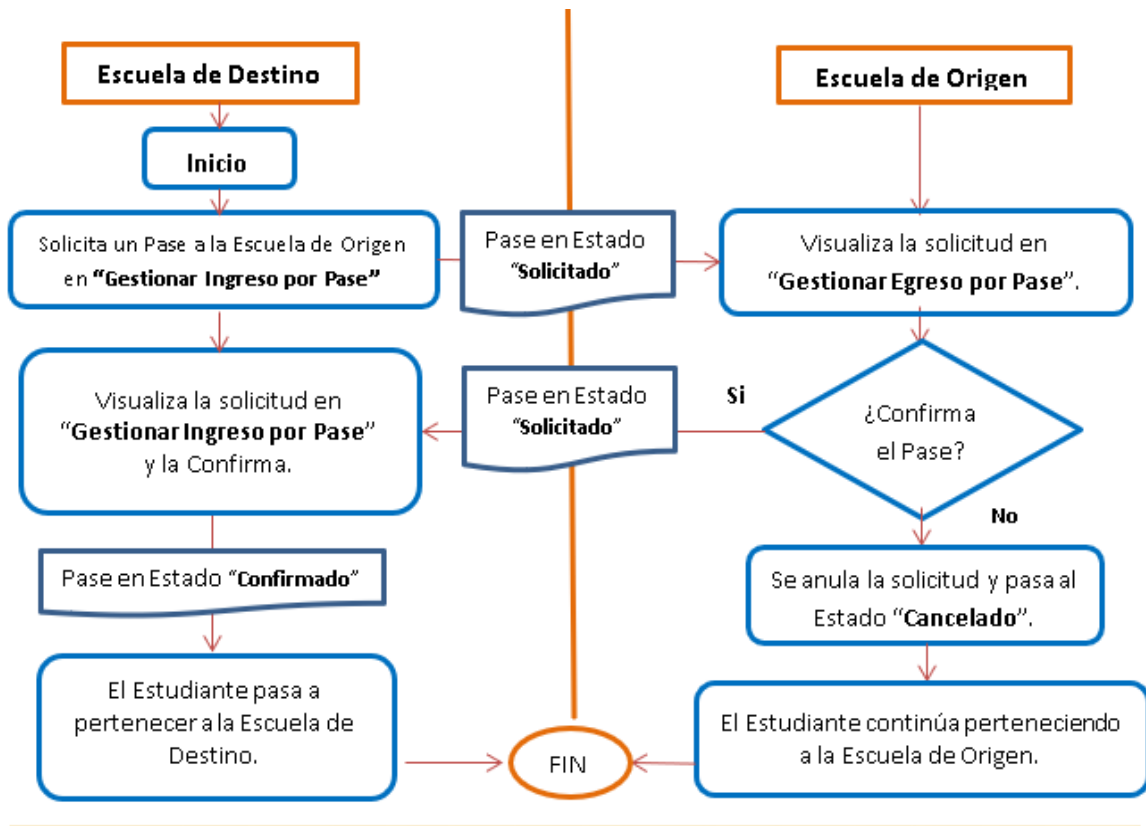 Escuela de Destino
Escuela de Origen
Inicio
Solicita un Pase a la Escuela de Origen
en “Gestionar Ingreso por Pase”
Pase en Estado
“Solicitado”
Visualiza la solicitud en
“Gestionar Egreso por Pase”.
Visualiza la solicitud en
“Gestionar Ingreso por Pase”
y la Confirma.
Pase en Estado
“Solicitado”
Si
¿Confirma
el Pase?
No
Pase en Estado “Confirmado”
Se anula la solicitud y pasa al
Estado “Cancelado”.
El Estudiante pasa a
pertenecer a la Escuela de
Destino.
FIN
El Estudiante continúa perteneciendo
a la Escuela de Origen.